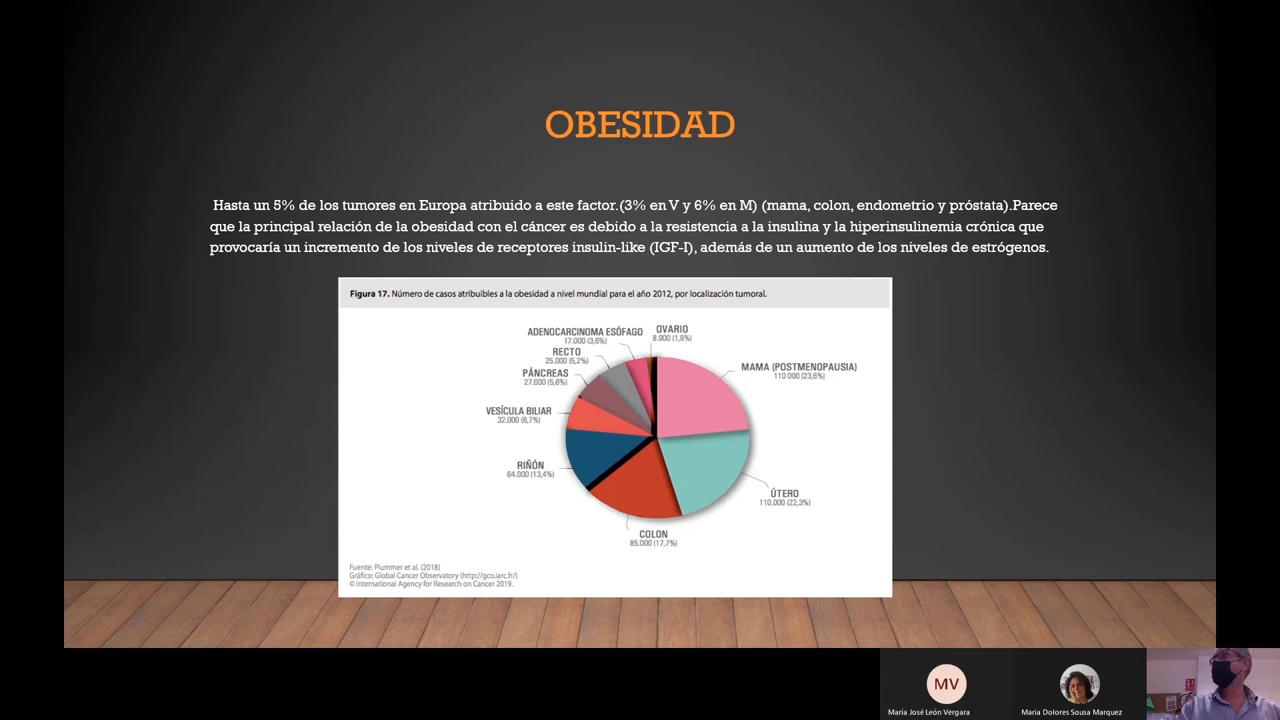 OBESIDAD
Hasta un 5% de los tumores en Europa atribuido a este factor.(3% en V y 6% en M) (mama, colon, endometrio y próstata).Parece
que la principal relación de la obesidad con el cáncer es debido a la resistencia a la insulina y la hiperinsulinemia crónica que
provocaría un incremento de los niveles de receptores insulin-like (IGF-I), además de un aumento de los niveles de estrógenos.
Figura 17. Número de casos atribuibles a la obesidad a nivel mundial para el año 2012, por localización tumoral.
ADENOCARCINOMA ESÓFAGO
17.000 (3,6%)
OVARIO
8.900 (1,9%)
RECTO
25.000 (5,2%)
PÁNCREAS
27.000 (5,6%)
MAMA (POSTMENOPAUSIA)
110 000 (23,6%)
VESÍCULA BILIAR
32.000 (6,7%)
RIÑÓN
64.000 (13,4%)
ÚTERO
110.000 (22,3%)
COLON
85.000 (17,7%)
Fuente: Plummer et al. (2018)
Gráfico: Global Cancer Observatory (http://gco.iarc.fr/)
© International Agency for Research on Cancer 2019.
MV
María José León Vergara
Maria Dolores Sousa Marquez